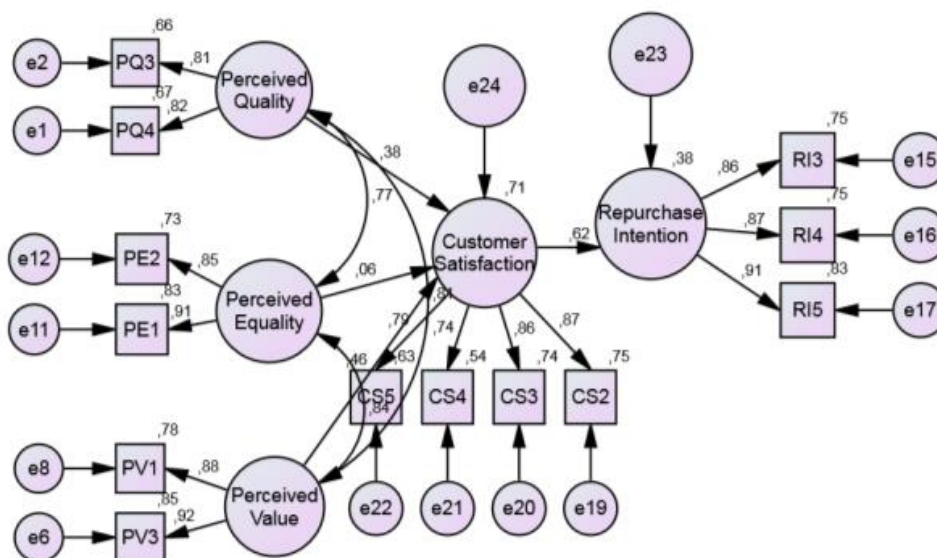 ,66
e2
PQ3
,81
Perceived
Quality
,67
e1
PQ4
,82
e24
e23
,38
,77
,71
Customer
Satisfaction
,62
,38
Repurchase
Intention
,75
,86
RI3
e15
,75
,87
RI4
e16
,83
,91
RI5
e17
,73
e12
PE2
,85
,83
e11
PE1
,91
Perceived
Equality
,06
,81
,79
,74
,86
,87
,46
,84
,63
CS5
,54
CS4
,74
CS3
,75
CS2
e22
e21
e20
e19
,78
e8
PV1
,88
,85
e6
PV3
,92
Perceived
Value